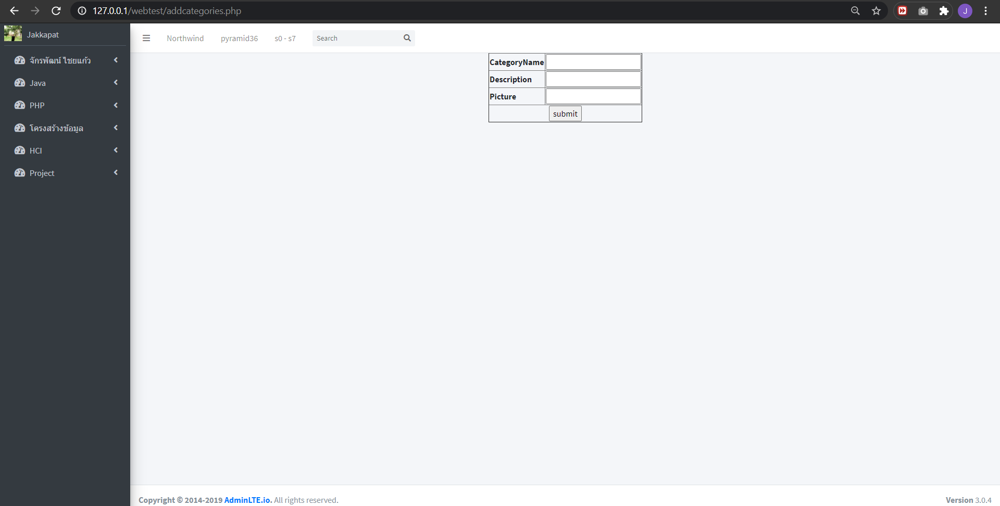 127.0.0.1/webtest/addcategories.php
J
Jakkapat
Northwind
pyramid36
s0 - s7
Search
จักรพัฒน์ ไชยแก้ว
Java
PHP
โครงสร้างข้อมูล
HCI
Project
CategoryName
Description
Picture
submit
Copyright © 2014-2019 AdminLTE.io. All rights reserved.
Version 3.0.4